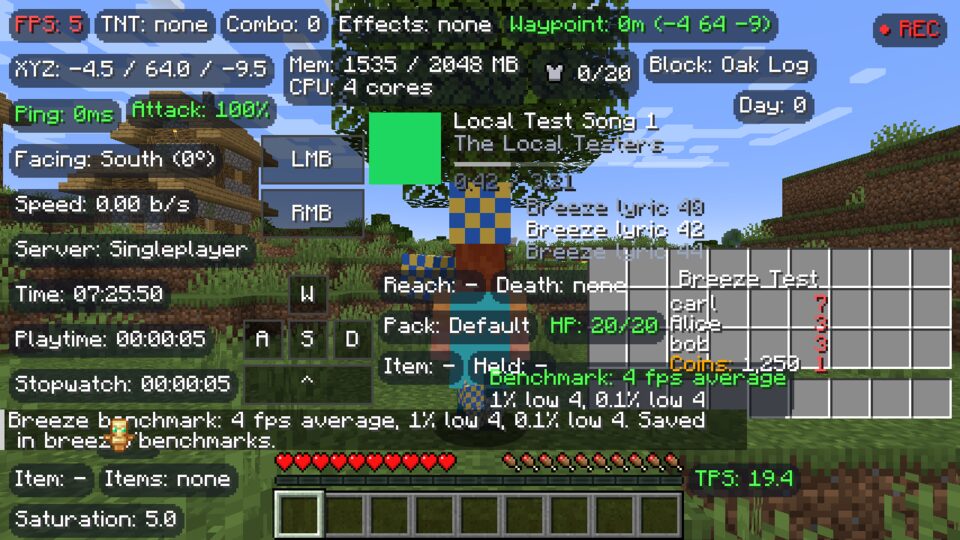 FPS: 5
TNT: none
Combo: 0
Effects: none
Waypoint: 0m (-4 64 -9)
REC
XYZ: -4.5 / 64.0 / -9.5
Mem: 1535 / 2048 MB
CPU: 4 cores
0/20
Block: Oak Log
Ping: 0ms
Attack: 100%
Day: 0
Local Test Song 1
The Local Testers
Facing: South (0°)
LMB
0:42 / 3:21
Speed: 0.00 b/s
RMB
Breeze lyric 40
Breeze lyric 42
Breeze lyric 44
Server: Singleplayer
Breeze Test
Time: 07:25:50
W
Reach: -
Death: none
carl 7
Alice 3
bob 3
Coins: 1,250 1
Playtime: 00:00:05
A
S
D
Pack: Default
HP: 20/20
Item: -
Held: -
Stopwatch: 00:00:05
^
Benchmark: 4 fps average
1% low 4, 0.1% low 4
Breeze benchmark: 4 fps average, 1% low 4, 0.1% low 4. Saved
in breeze benchmarks.
Item: -
Items: none
TPS: 19.4
Saturation: 5.0